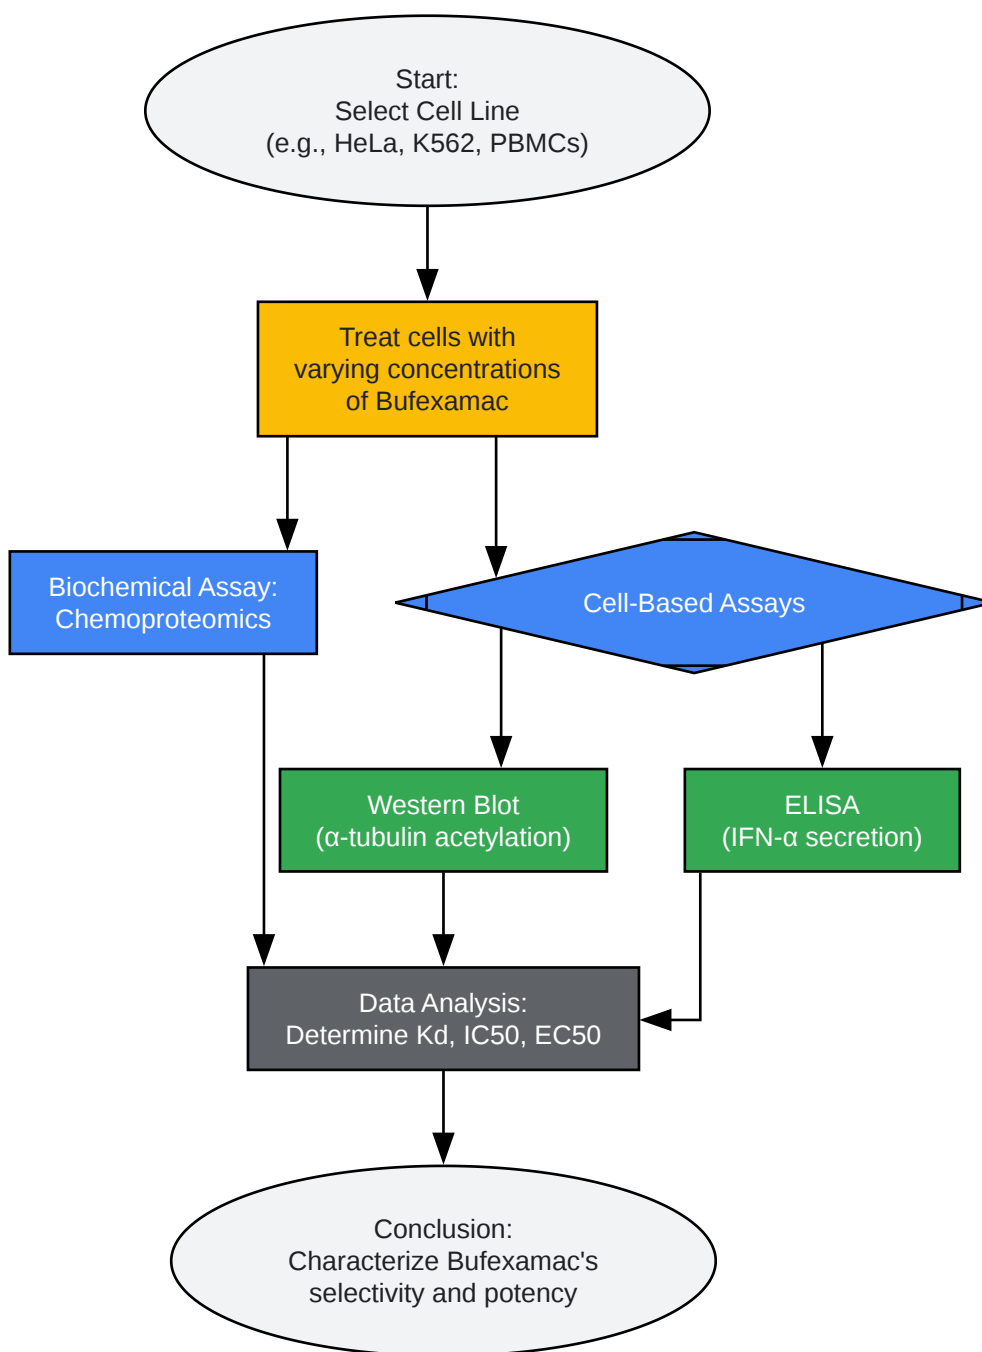 Start:
Select Cell Line
(e.g., HeLa, K562, PBMCs)
Treat cells with
varying concentrations
of Bufexamac
Biochemical Assay:
Chemoproteomics
Cell-Based Assays
Western Blot
(α-tubulin acetylation)
ELISA
(IFN-α secretion)
Data Analysis:
Determine Kd, IC50, EC50
Conclusion:
Characterize Bufexamac's
selectivity and potency